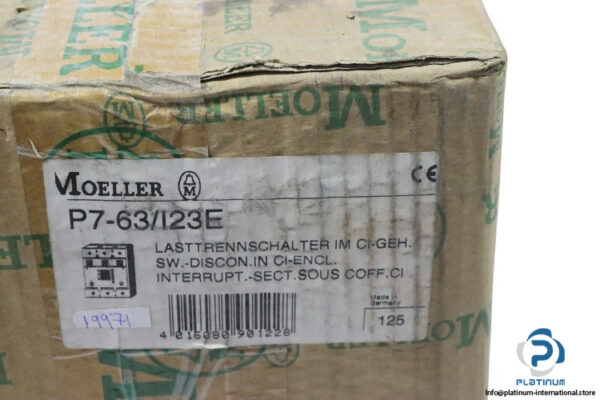 MOELLER
MOELLER
MOELLER
P7-63/I23E
CE
LASTTRENNSCHALTER IM CI-GEH.
SW.-DISCON.IN CI-ENCL.
INTERRUPT.-SECT.SOUS COFF.CI
Made in
Germany
125
19971
4 015080 901228
PLATINUM
info@platinum-international.store